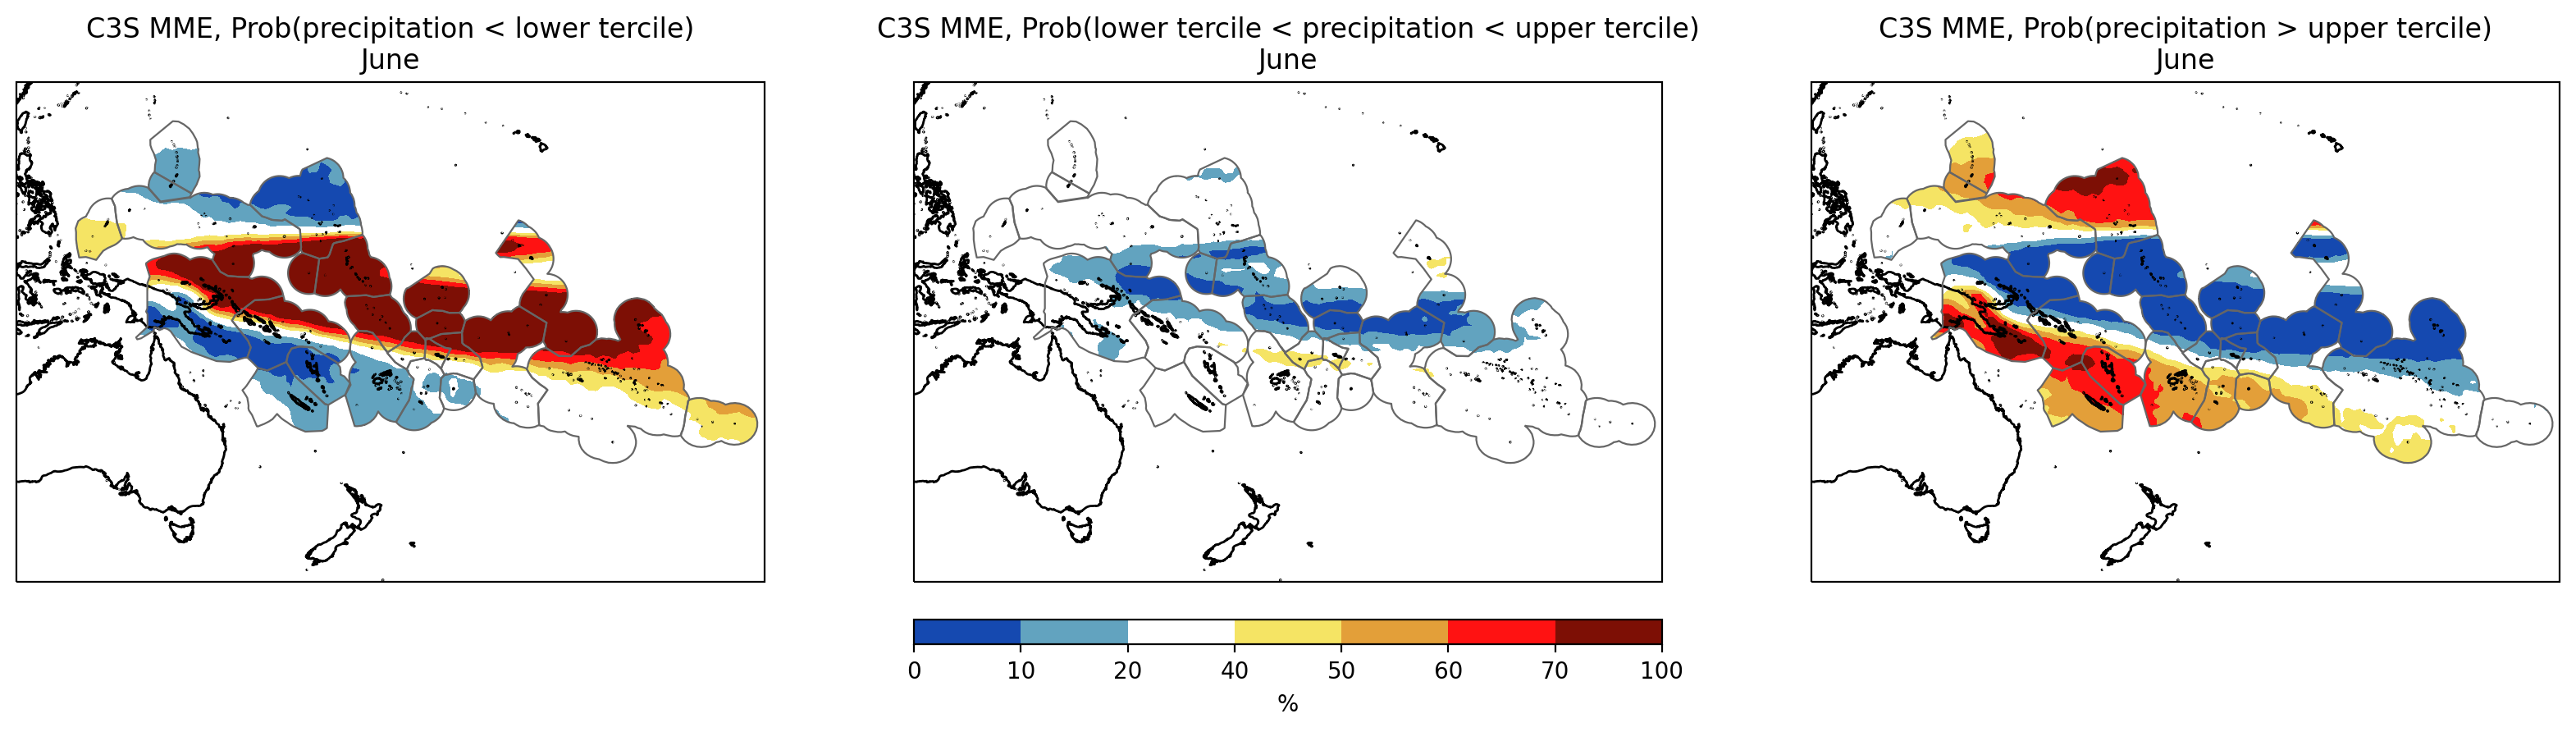 C3S MME, Prob(precipitation < lower tercile)
June
C3S MME, Prob(lower tercile < precipitation < upper tercile)
June
C3S MME, Prob(precipitation > upper tercile)
June
0 10 20 40 50 60 70 100
%